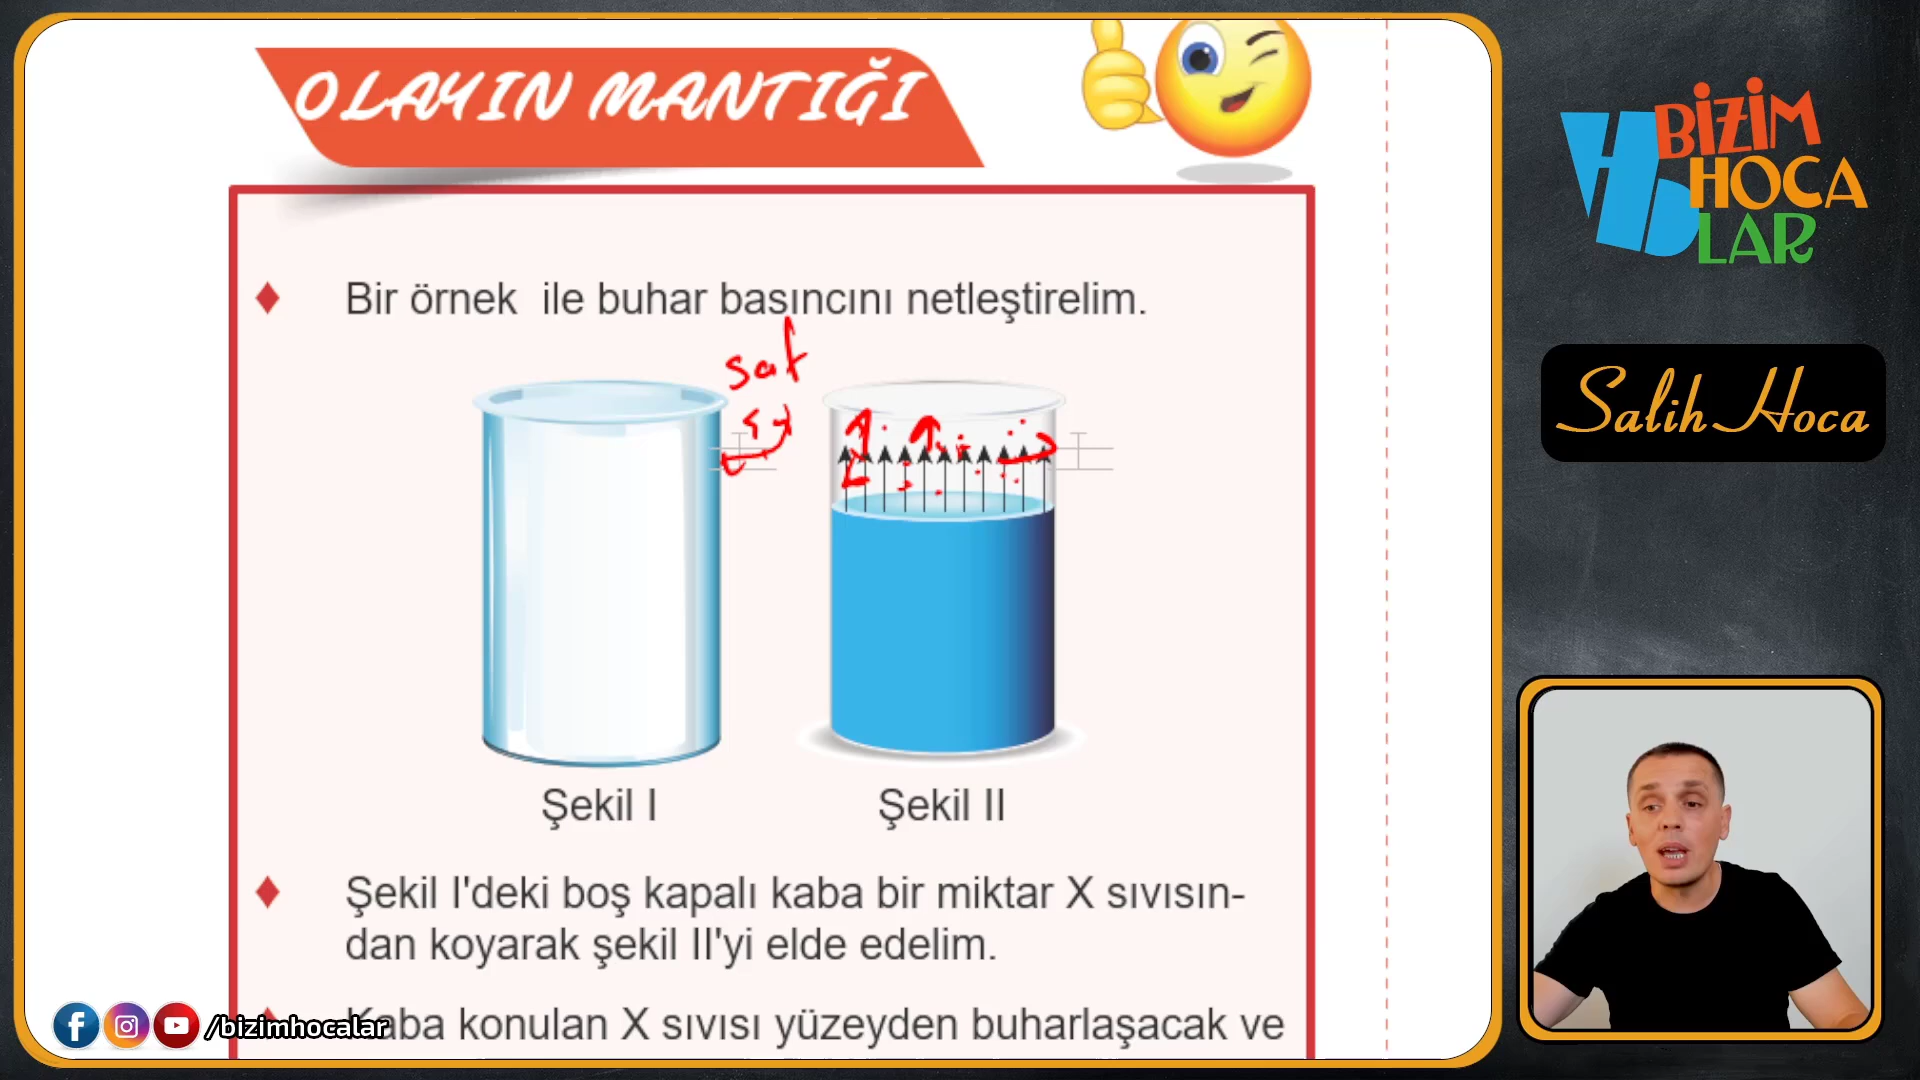 OLAYIN MANTIĞI
BİZİM
HOCA
LAR
Salih Hoca
Bir örnek ile buhar basıncını netleştirelim.
saf
Şekil I
Şekil II
Şekil I'deki boş kapalı kaba bir miktar X sıvısın-
dan koyarak şekil II'yi elde edelim.
Kaba konulan X sıvısı yüzeyden buharlaşacak ve
/bizimhocalar